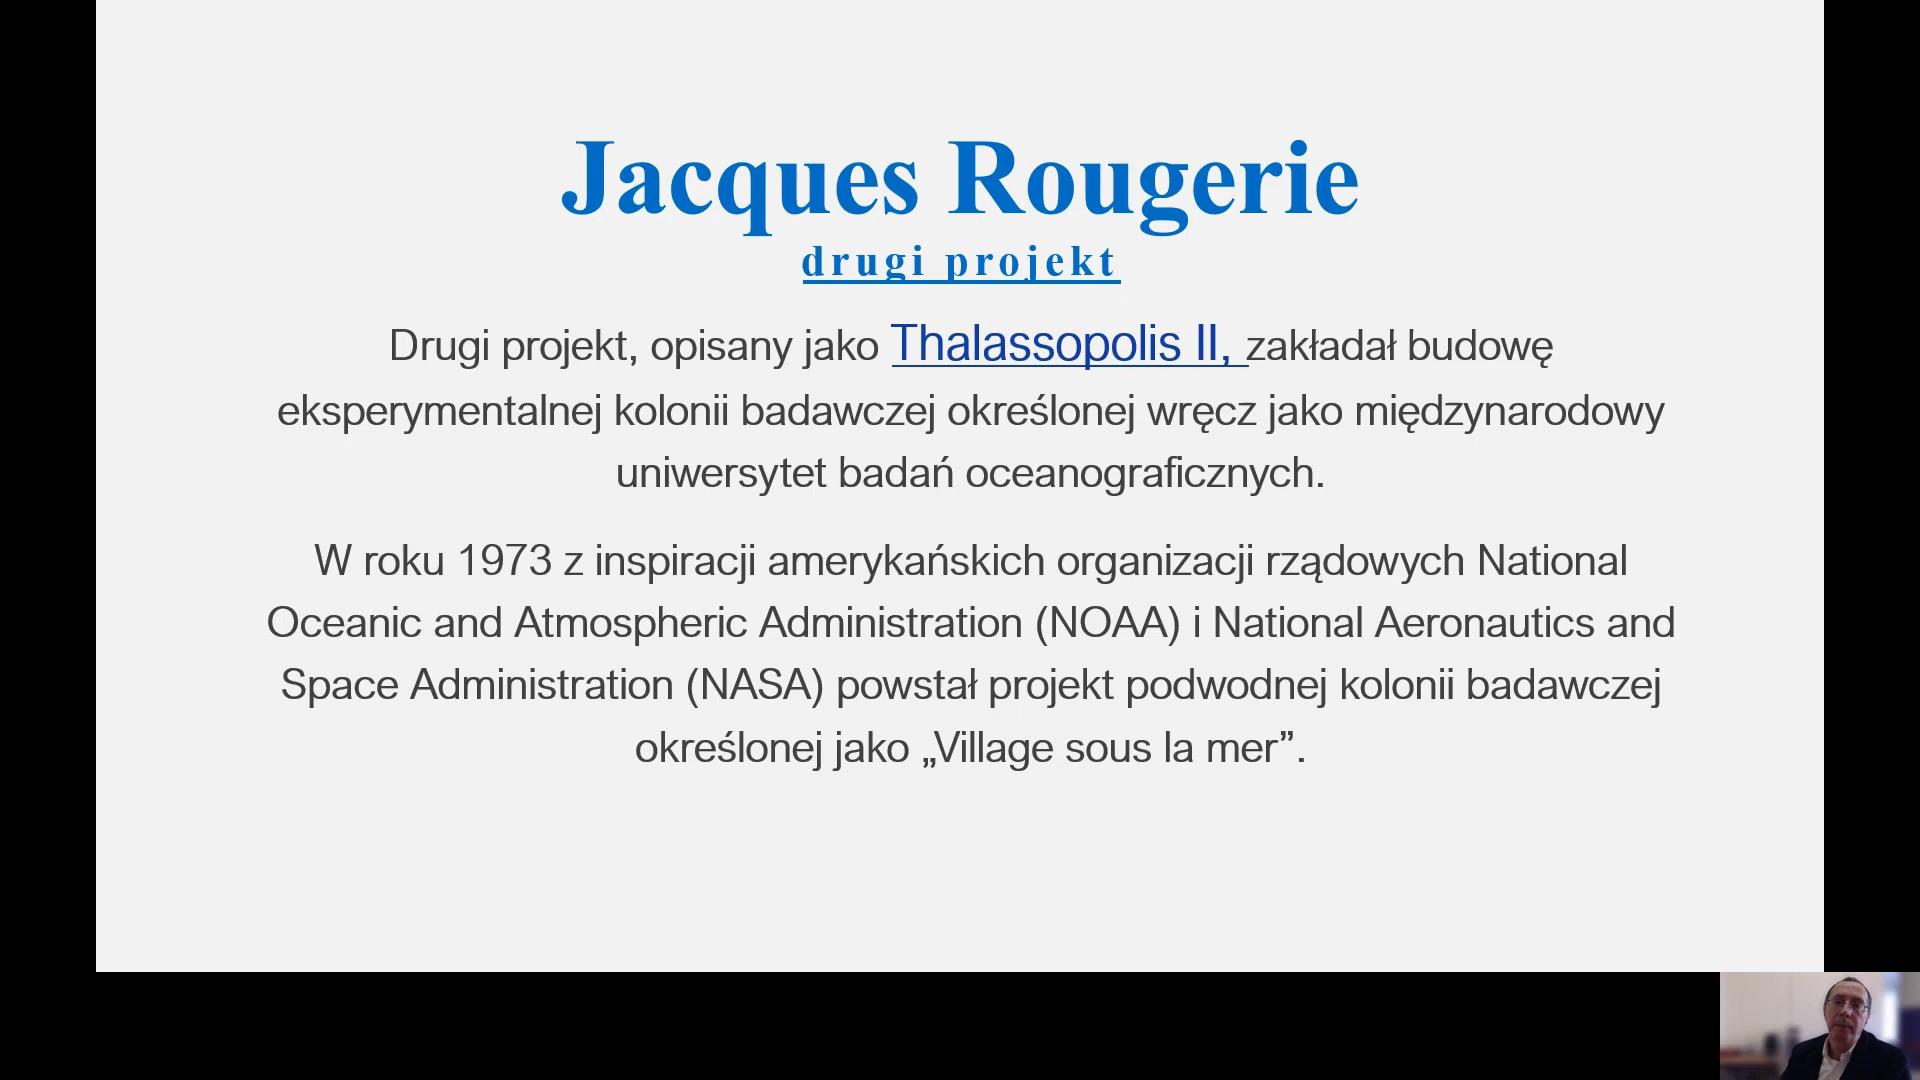 Jacques Rougerie
drugi projekt
Drugi projekt, opisany jako Thalassopolis II, zakładał budowę
eksperymentalnej kolonii badawczej określonej wręcz jako międzynarodowy
uniwersytet badań oceanograficznych.
W roku 1973 z inspiracji amerykańskich organizacji rządowych National
Oceanic and Atmospheric Administration (NOAA) i National Aeronautics and
Space Administration (NASA) powstał projekt podwodnej kolonii badawczej
określonej jako „Village sous la mer”.